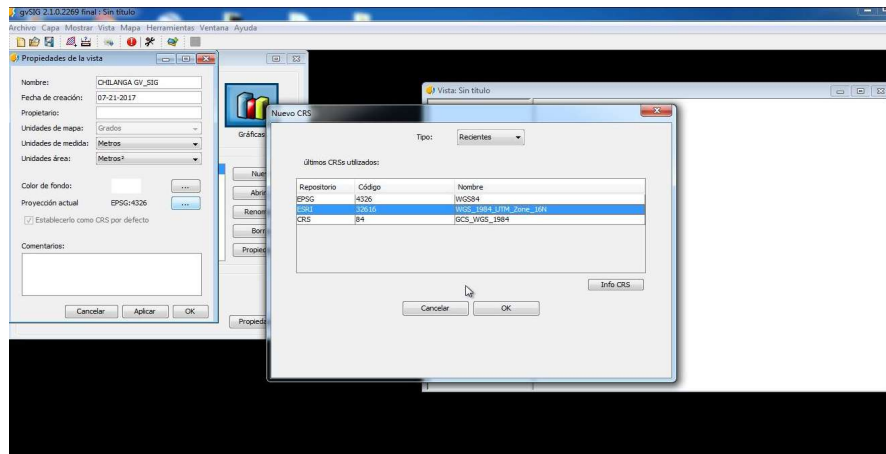 gvSIG 2.1.0.2269 final : Sin título
Archivo Capa Mostrar Vista Mapa Herramientas Ventana Ayuda
Propiedades de la vista
Nombre: CHILANGA GV_SIG
Fecha de creación: 07-21-2017
Propietario:
Unidades de mapa: Grados
Unidades de medida: Metros
Unidades área: Metros²
Color de fondo: ...
Proyección actual EPSG:4326 ...
Establecerlo como CRS por defecto
Comentarios:
Cancelar Aplicar OK
Gráficas
Nue
Abri
Renom
Borr
Propied
Propied
Vista: Sin título
Nuevo CRS
Tipo: Recientes
últimos CRSs utilizados:
Repositorio Código Nombre
EPSG 4326 WGS84
ESRI 32616 WGS_1984_UTM_Zone_16N
CRS 84 GCS_WGS_1984
Info CRS
Cancelar OK